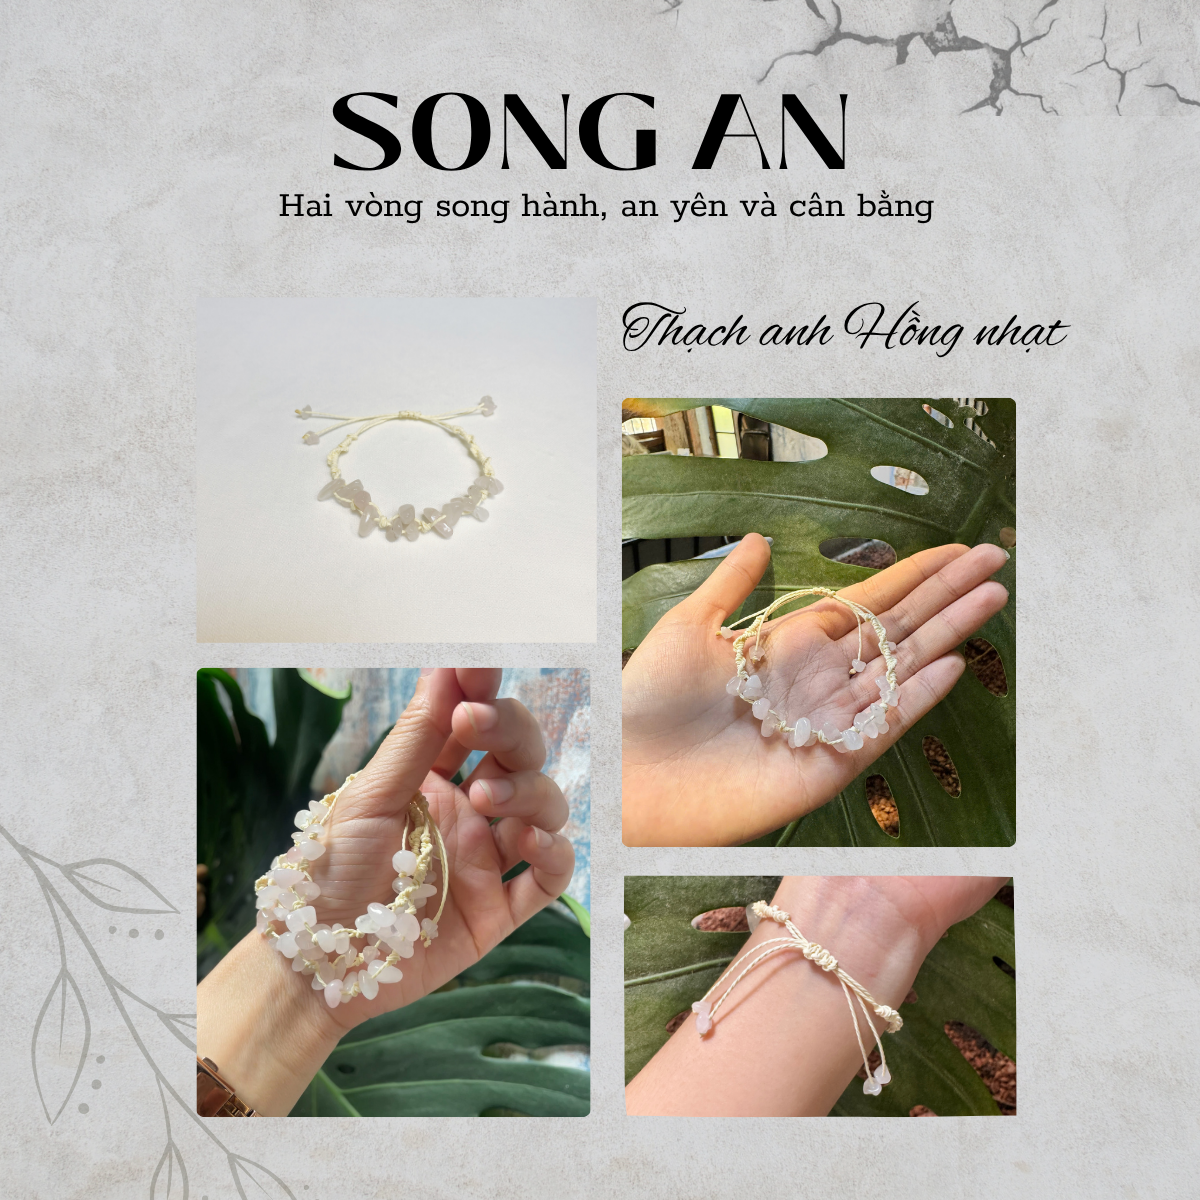 SONG AN
Hai vòng song hành, an yên và cân bằng
Thạch anh Hồng nhạt